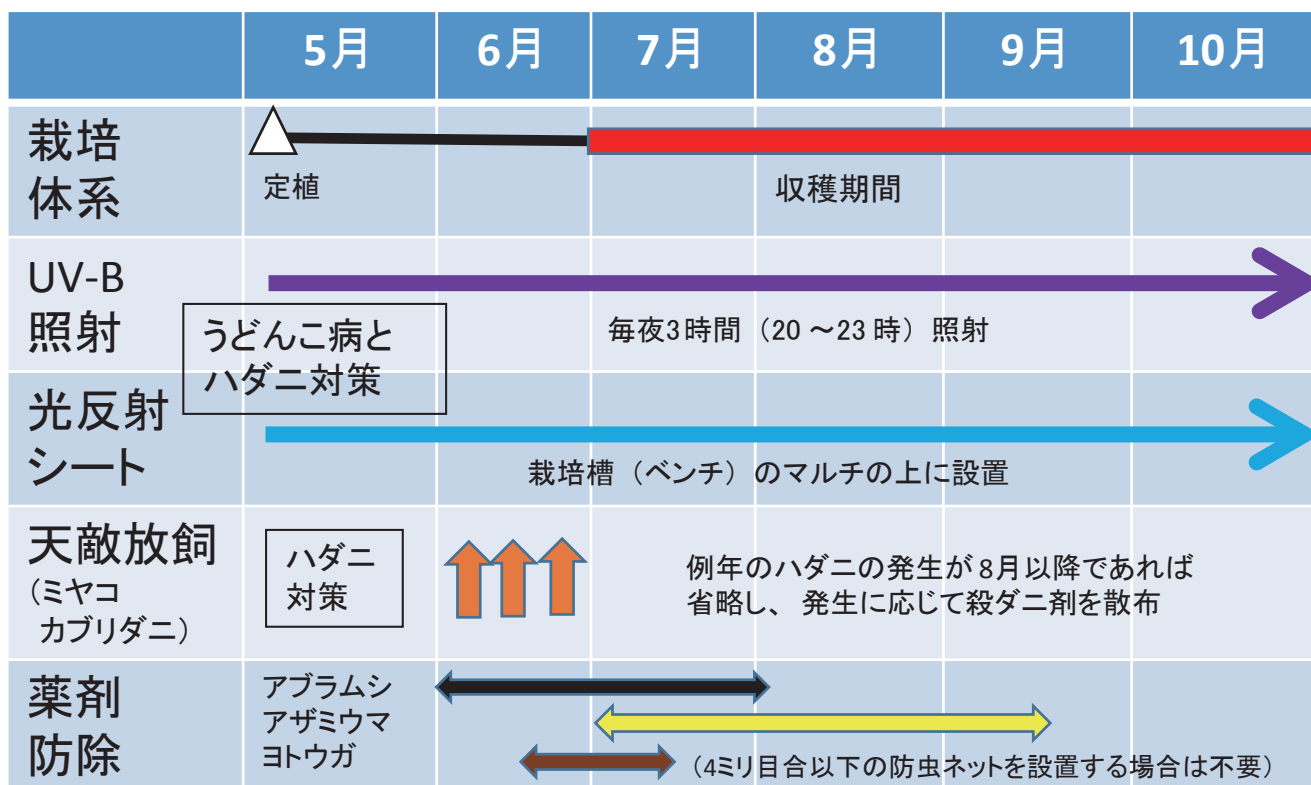 5月 6月 7月 8月 9月 10月
栽培
体系
定植
収穫期間
UV-B
照射
毎夜3時間（20～23時）照射
うどんこ病と
ハダニ対策
光反射
シート
栽培槽（ベンチ）のマルチの上に設置
天敵放飼
（ミヤコ
カブリダニ）
ハダニ
対策
例年のハダニの発生が8月以降であれば
省略し、発生に応じて殺ダニ剤を散布
薬剤
防除
アブラムシ
アザミウマ
ヨトウガ
（4ミリ目合以下の防虫ネットを設置する場合は不要）